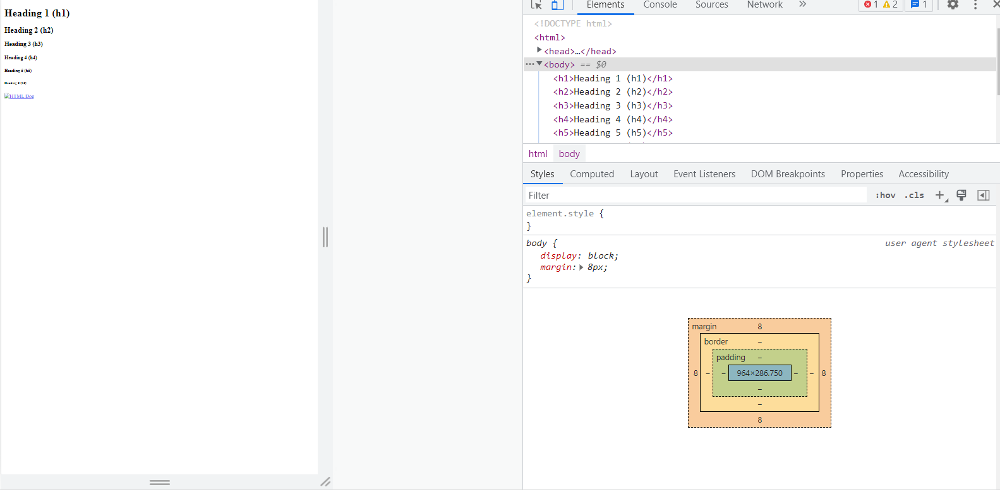 Heading 1 (h1)
Heading 2 (h2)
Heading 3 (h3)
Heading 4 (h4)
Heading 5 (h5)
Heading 6 (h6)
HTML Dog
Elements Console Sources Network » 1 2 1
<!DOCTYPE html>
<html>
<head>…</head>
<body> == $0
<h1>Heading 1 (h1)</h1>
<h2>Heading 2 (h2)</h2>
<h3>Heading 3 (h3)</h3>
<h4>Heading 4 (h4)</h4>
<h5>Heading 5 (h5)</h5>
html body
Styles Computed Layout Event Listeners DOM Breakpoints Properties Accessibility
Filter :hov .cls +
element.style {
}
body { user agent stylesheet
display: block;
margin: 8px;
}
margin 8
border –
padding –
8 – – 964×286.750 – – 8
–
–
8